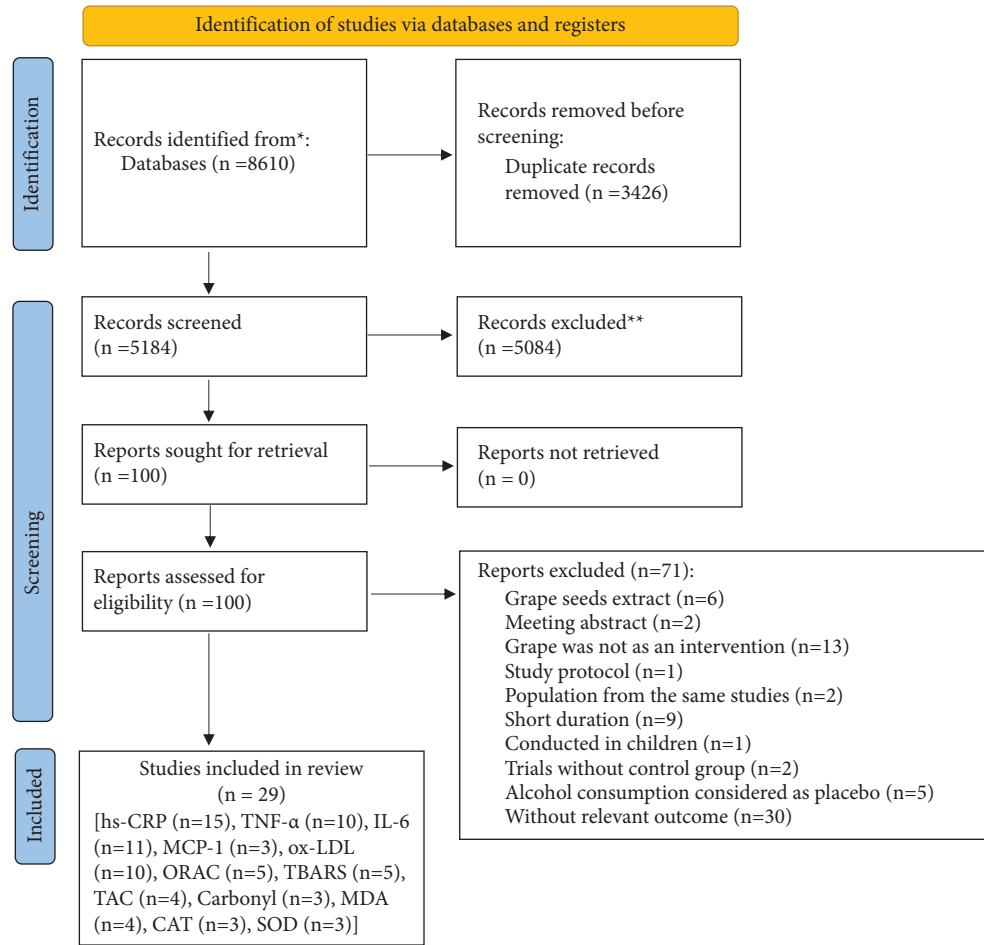 Identification of studies via databases and registers
Identification
Records identified from*:
Databases (n =8610)
Records removed before
screening:
Duplicate records
removed (n =3426)
Screening
Records screened
(n =5184)
Records excluded**
(n =5084)
Reports sought for retrieval
(n =100)
Reports not retrieved
(n = 0)
Reports assessed for
eligibility (n =100)
Reports excluded (n=71):
Grape seeds extract (n=6)
Meeting abstract (n=2)
Grape was not as an intervention (n=13)
Study protocol (n=1)
Population from the same studies (n=2)
Short duration (n=9)
Conducted in children (n=1)
Trials without control group (n=2)
Alcohol consumption considered as placebo (n=5)
Without relevant outcome (n=30)
Included
Studies included in review
(n = 29)
[hs-CRP (n=15), TNF-α (n=10), IL-6
(n=11), MCP-1 (n=3), ox-LDL
(n=10), ORAC (n=5), TBARS (n=5),
TAC (n=4), Carbonyl (n=3), MDA
(n=4), CAT (n=3), SOD (n=3)]